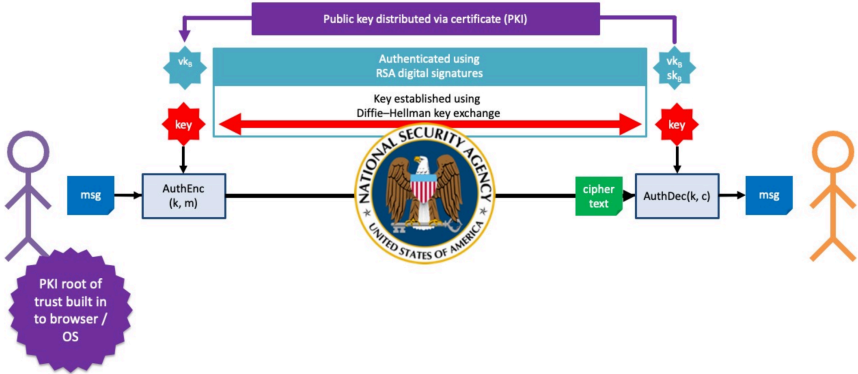 Public key distributed via certificate (PKI)
vkB
Authenticated using
RSA digital signatures
vkB
skB
Key established using
Diffie–Hellman key exchange
key
key
msg
AuthEnc
(k, m)
NATIONAL SECURITY AGENCY
UNITED STATES OF AMERICA
cipher
text
AuthDec(k, c)
msg
PKI root of
trust built in
to browser /
OS